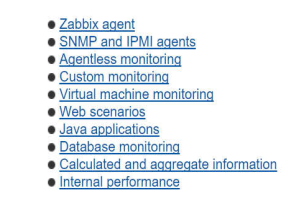 Zabbix agent
SNMP and IPMI agents
Agentless monitoring
Custom monitoring
Virtual machine monitoring
Web scenarios
Java applications
Database monitoring
Calculated and aggregate information
Internal performance